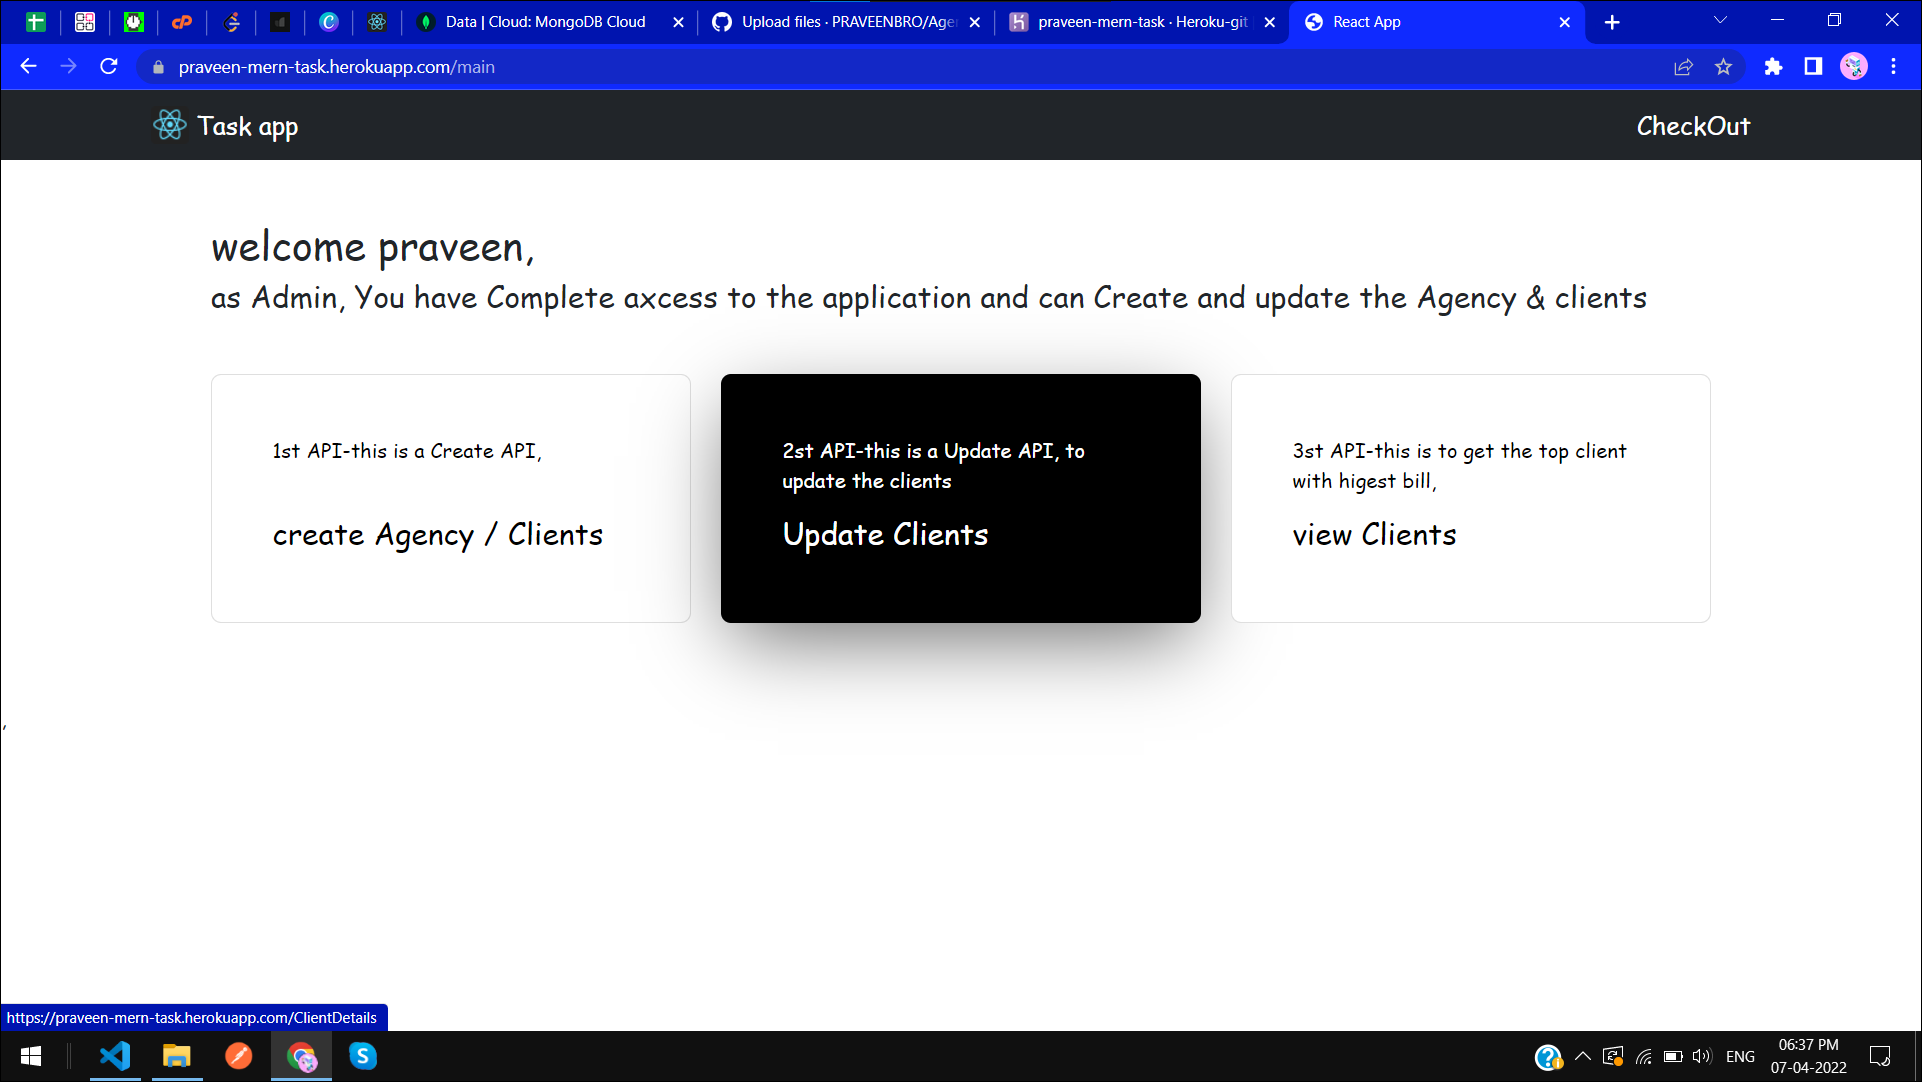 Data | Cloud: MongoDB Cloud
Upload files · PRAVEENBRO/Age
praveen-mern-task · Heroku-git
React App
praveen-mern-task.herokuapp.com/main
Task app
CheckOut
welcome praveen,
as Admin, You have Complete axcess to the application and can Create and update the Agency & clients
1st API-this is a Create API,
create Agency / Clients
2st API-this is a Update API, to
update the clients
Update Clients
3st API-this is to get the top client
with higest bill,
view Clients
,
https://praveen-mern-task.herokuapp.com/ClientDetails
ENG
06:37 PM
07-04-2022